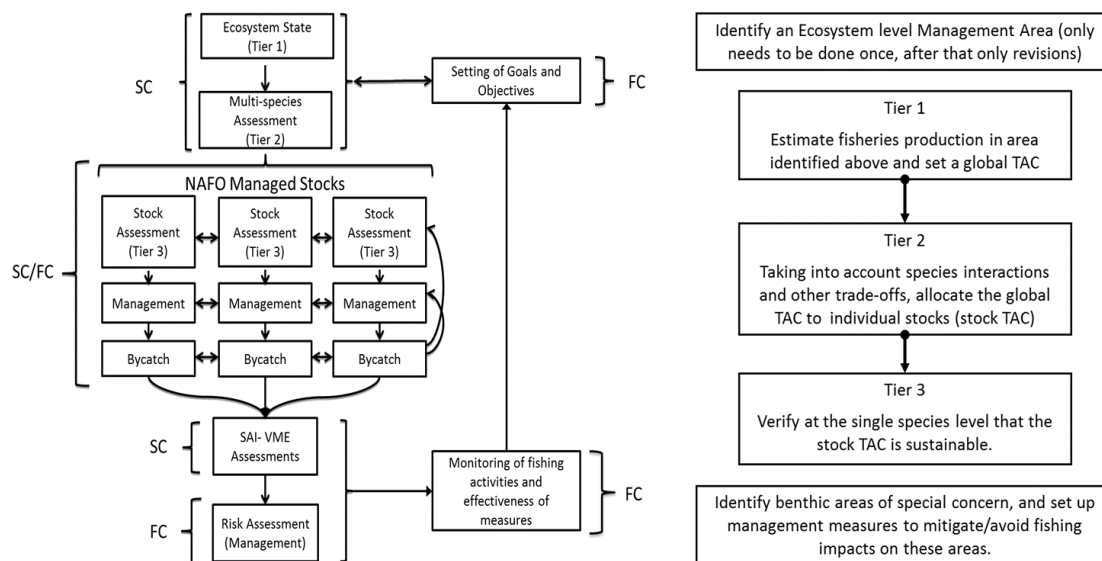 Ecosystem State
(Tier 1)
SC
Multi-species
Assessment
(Tier 2)
Setting of Goals and
Objectives
FC
NAFO Managed Stocks
SC/FC
Stock
Assessment
(Tier 3)
Stock
Assessment
(Tier 3)
Stock
Assessment
(Tier 3)
Management
Management
Management
Bycatch
Bycatch
Bycatch
SC
SAI- VME
Assessments
FC
Risk Assessment
(Management)
Monitoring of fishing
activities and
effectiveness of
measures
FC
Identify an Ecosystem level Management Area (only
needs to be done once, after that only revisions)
Tier 1
Estimate fisheries production in area
identified above and set a global TAC
Tier 2
Taking into account species interactions
and other trade-offs, allocate the global
TAC to individual stocks (stock TAC)
Tier 3
Verify at the single species level that the
stock TAC is sustainable.
Identify benthic areas of special concern, and set up
management measures to mitigate/avoid fishing
impacts on these areas.